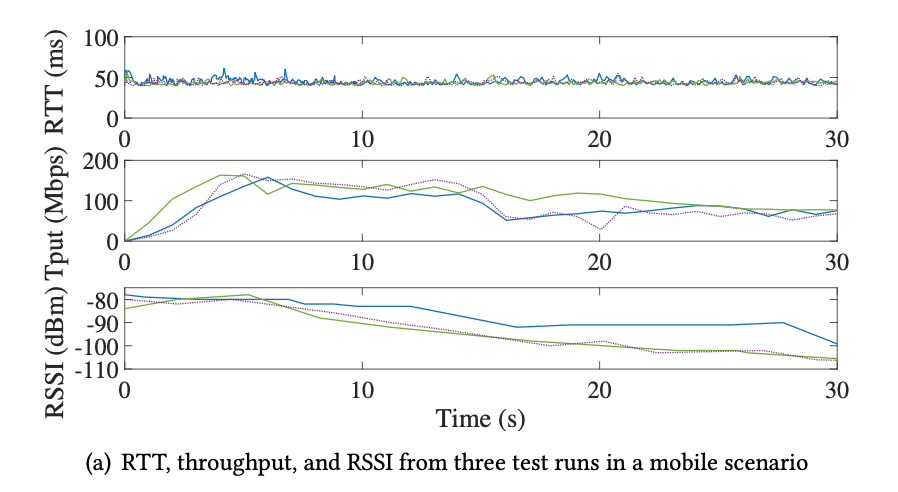 RTT (ms)
100
50
0
0 10 20 30
Tput (Mbps)
200
100
0
0 10 20 30
RSSI (dBm)
-80
-90
-100
-110
0 10 20 30
Time (s)
(a) RTT, throughput, and RSSI from three test runs in a mobile scenario